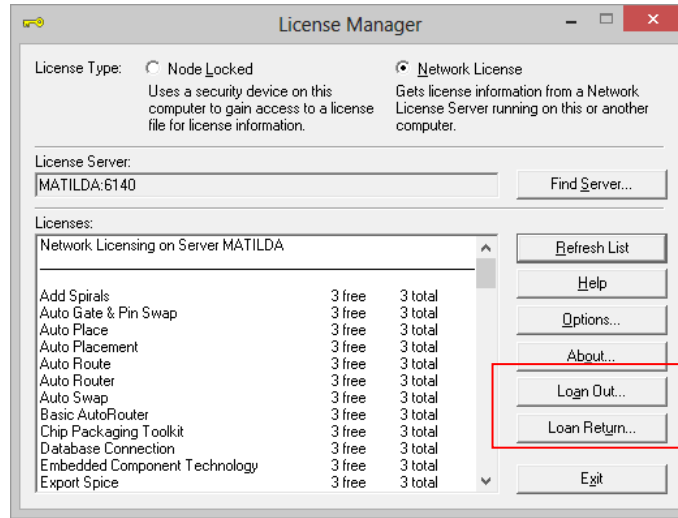 License Manager
License Type:
Node Locked
Uses a security device on this
computer to gain access to a license
file for license information.
Network License
Gets license information from a Network
License Server running on this or another
computer.
License Server:
MATILDA:6140
Find Server...
Licenses:
Network Licensing on Server MATILDA
Add Spirals 3 free 3 total
Auto Gate & Pin Swap 3 free 3 total
Auto Place 3 free 3 total
Auto Placement 3 free 3 total
Auto Route 3 free 3 total
Auto Router 3 free 3 total
Auto Swap 3 free 3 total
Basic AutoRouter 3 free 3 total
Chip Packaging Toolkit 3 free 3 total
Database Connection 3 free 3 total
Embedded Component Technology 3 free 3 total
Export Spice 3 free 3 total
Refresh List
Help
Options...
About...
Loan Out...
Loan Return...
Exit